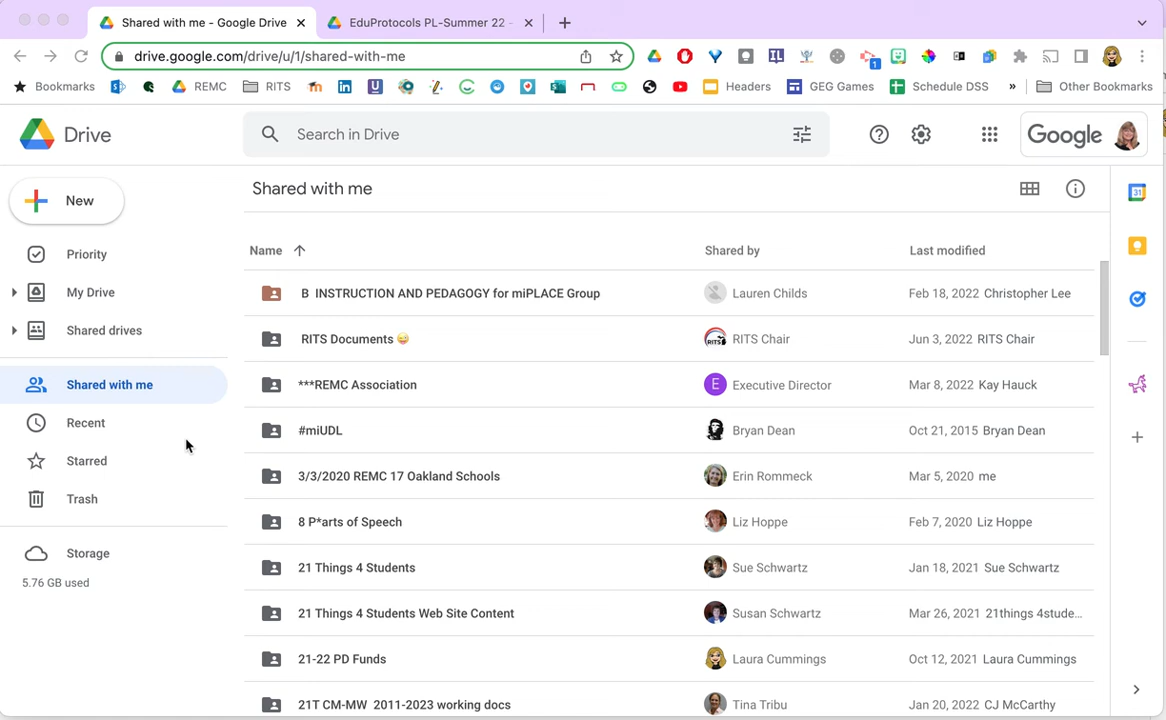 Shared with me - Google Drive
EduProtocols PL-Summer 22 -
drive.google.com/drive/u/1/shared-with-me
IL
1
Bookmarks
REMC
RITS
Headers
GEG Games
Schedule DSS
»
Other Bookmarks
Drive
Search in Drive
Google
New
Shared with me
31
Priority
My Drive
Shared drives
Shared with me
Recent
Starred
Trash
Storage
5.76 GB used
Name Shared by Last modified
B INSTRUCTION AND PEDAGOGY for miPLACE Group Lauren Childs Feb 18, 2022 Christopher Lee
RITS Documents 😜 RITS RITS Chair Jun 3, 2022 RITS Chair
***REMC Association E Executive Director Mar 8, 2022 Kay Hauck
#miUDL Bryan Dean Oct 21, 2015 Bryan Dean
3/3/2020 REMC 17 Oakland Schools Erin Rommeck Mar 5, 2020 me
8 P*arts of Speech Liz Hoppe Feb 7, 2020 Liz Hoppe
21 Things 4 Students Sue Schwartz Jan 18, 2021 Sue Schwartz
21 Things 4 Students Web Site Content Susan Schwartz Mar 26, 2021 21things 4stude...
21-22 PD Funds Laura Cummings Oct 12, 2021 Laura Cummings
21T CM-MW 2011-2023 working docs Tina Tribu Jan 20, 2022 CJ McCarthy